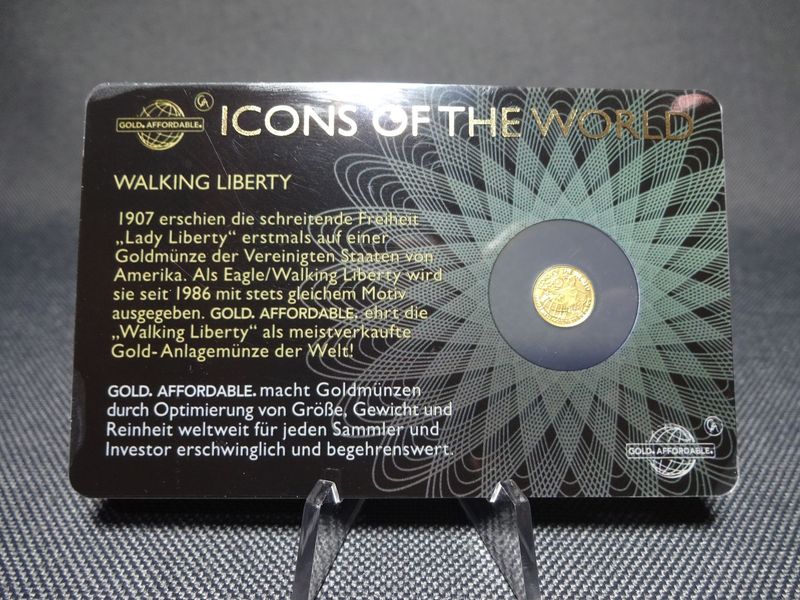 GOLD. AFFORDABLE.
GA
ICONS OF THE WORLD
WALKING LIBERTY
1907 erschien die schreitende Freiheit
„Lady Liberty“ erstmals auf einer
Goldmünze der Vereinigten Staaten von
Amerika. Als Eagle/Walking Liberty wird
sie seit 1986 mit stets gleichem Motiv
ausgegeben. GOLD. AFFORDABLE. ehrt die
„Walking Liberty“ als meistverkaufte
Gold-Anlagemünze der Welt!
GOLD. AFFORDABLE. macht Goldmünzen
durch Optimierung von Größe, Gewicht und
Reinheit weltweit für jeden Sammler und
Investor erschwinglich und begehrenswert.
GA
GOLD. AFFORDABLE.